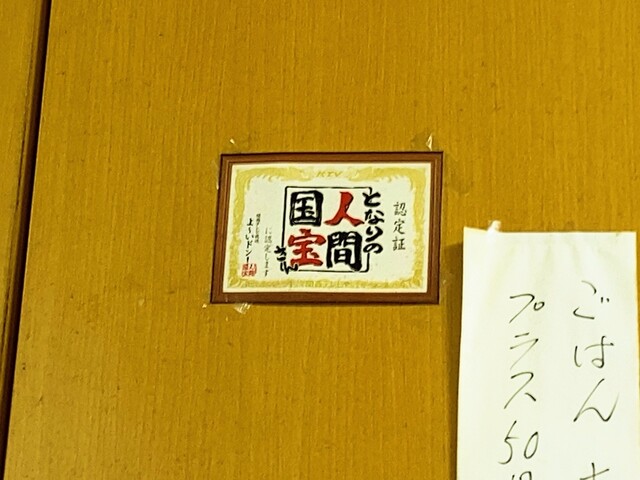 KTV
認定証
となりの
人間
国宝
さん
に認定します
よ〜いドン！
ごはん
プラス50